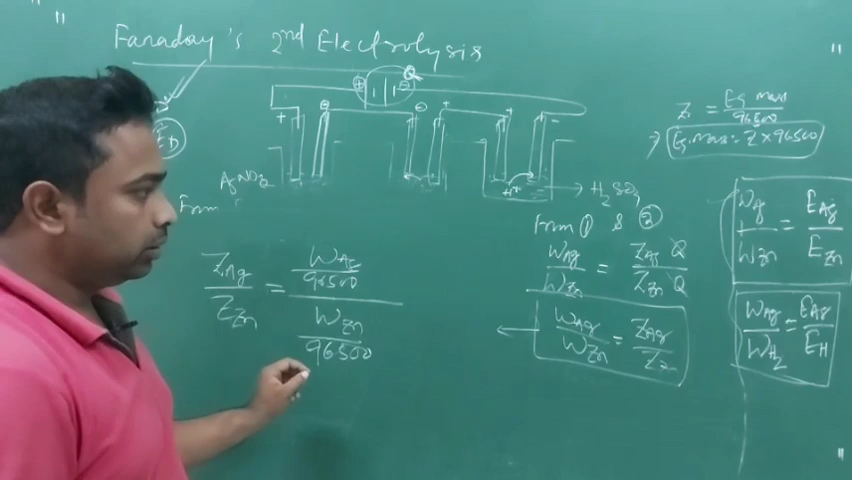 Faraday's 2nd Electrolysis
Q
AgNO3
H2SO4
From
ZAg / ZZn = (WAg / 96500) / (WZn / 96500)
From ① & ②
WAg / WZn = ZAg Q / ZZn Q
WAg / WZn = ZAg / ZZn
Z = Eq. mass / 96500
Eq. mass = Z × 96500
WAg / WZn = EAg / EZn
WAg / WH2 = EAg / EH